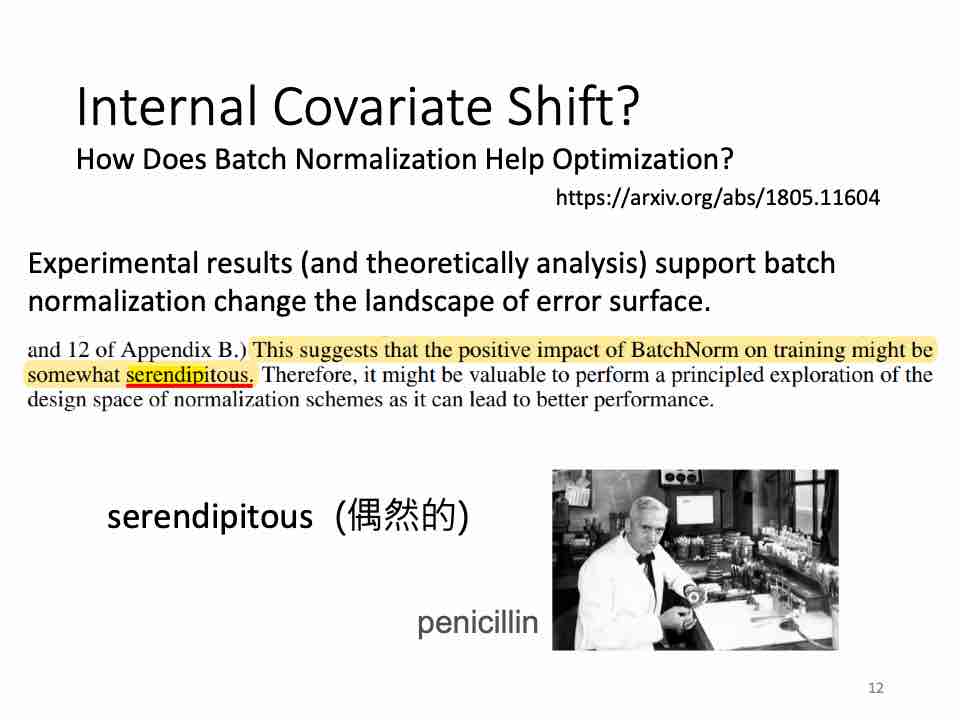 Internal Covariate Shift?
How Does Batch Normalization Help Optimization?
https://arxiv.org/abs/1805.11604
Experimental results (and theoretically analysis) support batch
normalization change the landscape of error surface.
and 12 of Appendix B.) This suggests that the positive impact of BatchNorm on training might be
somewhat serendipitous. Therefore, it might be valuable to perform a principled exploration of the
design space of normalization schemes as it can lead to better performance.
serendipitous (偶然的)
penicillin
12